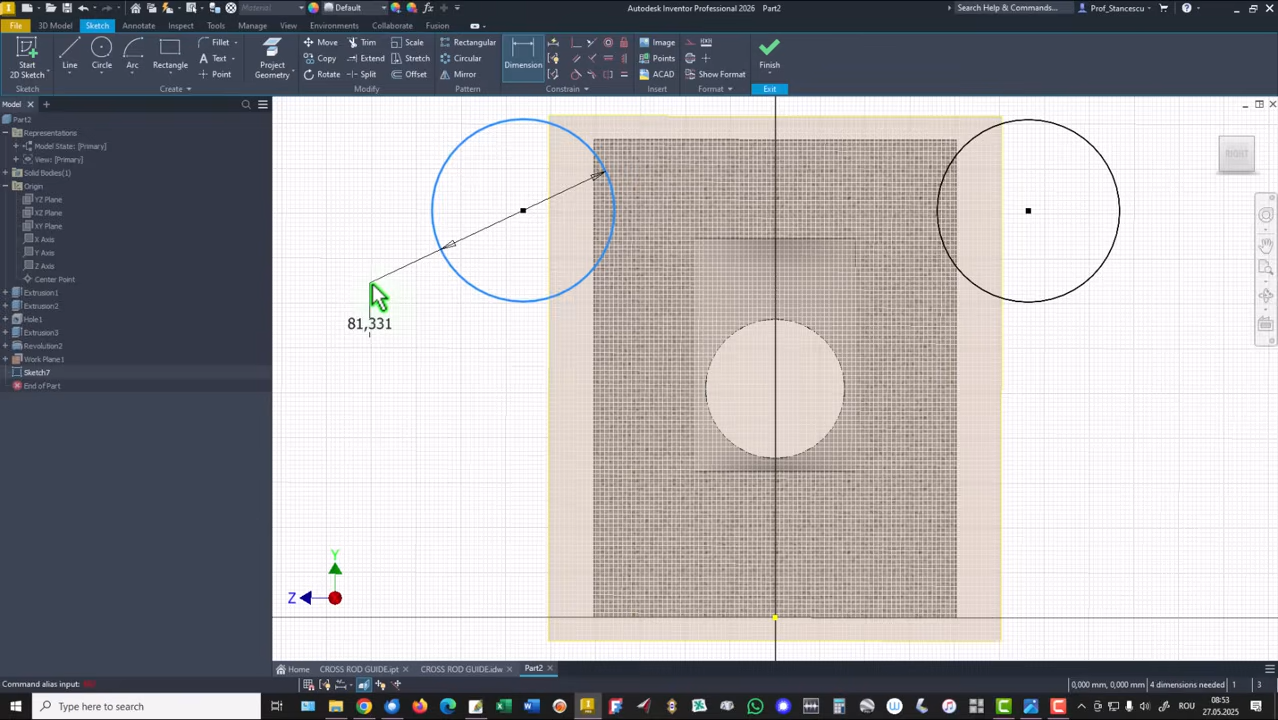 Material
Default
Autodesk Inventor Professional 2026 Part2
Search Help & Commands...
Prof_Stancescu
File
3D Model
Sketch
Annotate
Inspect
Tools
Manage
View
Environments
Collaborate
Fusion
Start
2D Sketch
Line
Circle
Arc
Rectangle
Fillet
Text
Point
Project
Geometry
Move
Copy
Rotate
Trim
Extend
Split
Scale
Stretch
Offset
Rectangular
Circular
Mirror
Dimension
Image
Points
ACAD
Show Format
Finish
Sketch
Create
Modify
Pattern
Constrain
Insert
Format
Exit
Model
Part2
Representations
Model State: [Primary]
View: [Primary]
Solid Bodies(1)
Origin
YZ Plane
XZ Plane
XY Plane
X Axis
Y Axis
Z Axis
Center Point
Extrusion1
Extrusion2
Hole1
Extrusion3
Revolution2
Work Plane1
Sketch7
End of Part
RIGHT
81,331
Y
Z
Home
CROSS ROD GUIDE.ipt
CROSS ROD GUIDE.idw
Part2
Command alias input:
0,000 mm, 0,000 mm
4 dimensions needed
1
3
Type here to search
ROU
08:53
27.05.2025